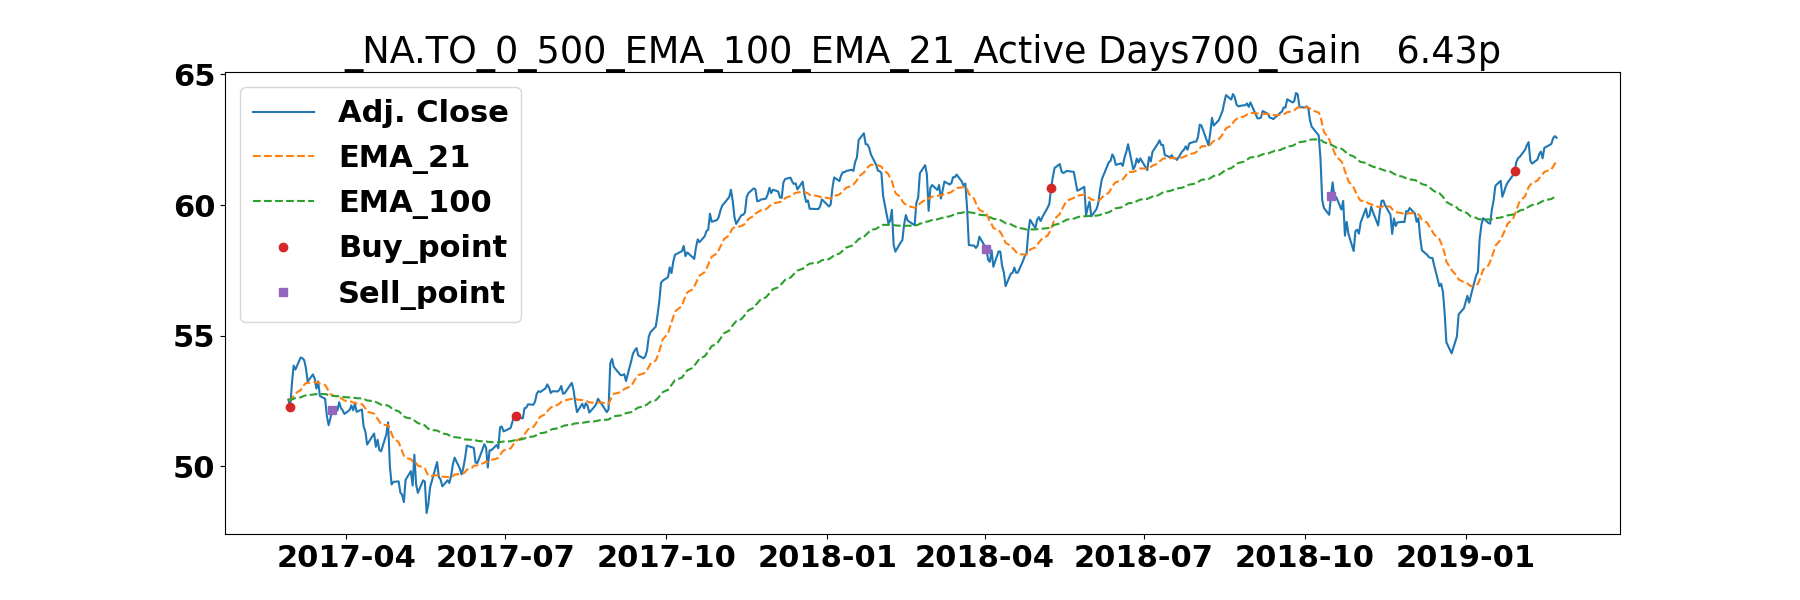 _NA.TO_0_500_EMA_100_EMA_21_Active Days700_Gain   6.43p
65
60
55
50
Adj. Close
EMA_21
EMA_100
Buy_point
Sell_point
2017-04 2017-07 2017-10 2018-01 2018-04 2018-07 2018-10 2019-01